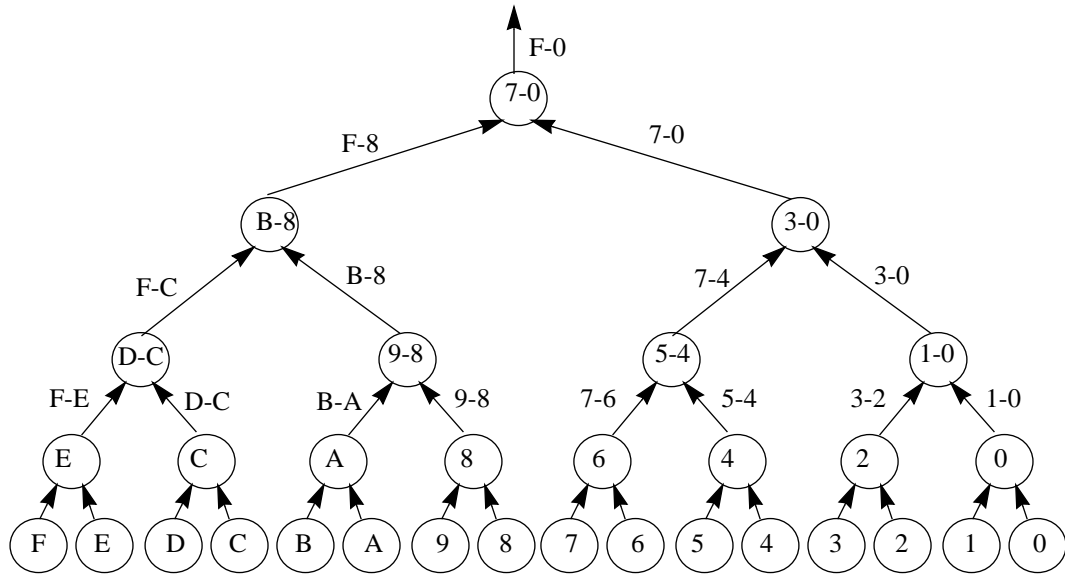 F-0
7-0
F-8 7-0
B-8 3-0
F-C B-8 7-4 3-0
D-C 9-8 5-4 1-0
F-E D-C B-A 9-8 7-6 5-4 3-2 1-0
E C A 8 6 4 2 0
F E D C B A 9 8 7 6 5 4 3 2 1 0